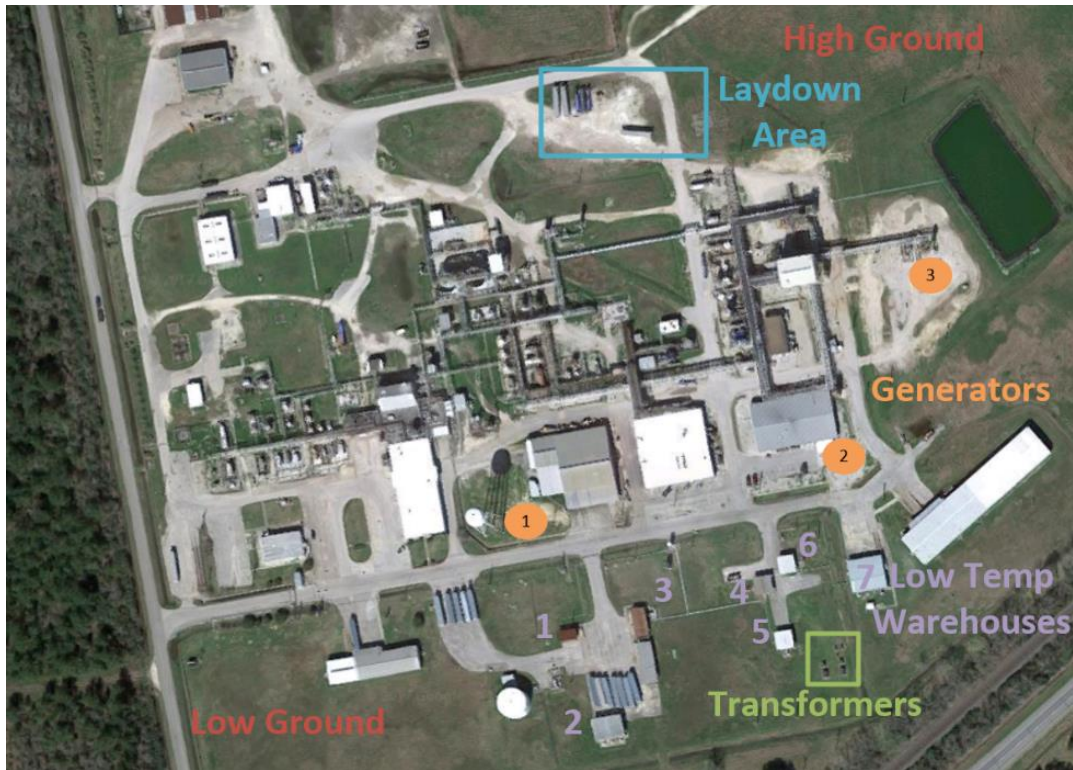 High Ground
Laydown
Area
3
Generators
2
1
6
3
4
7
Low Temp
1
5
Warehouses
Transformers
Low Ground
2